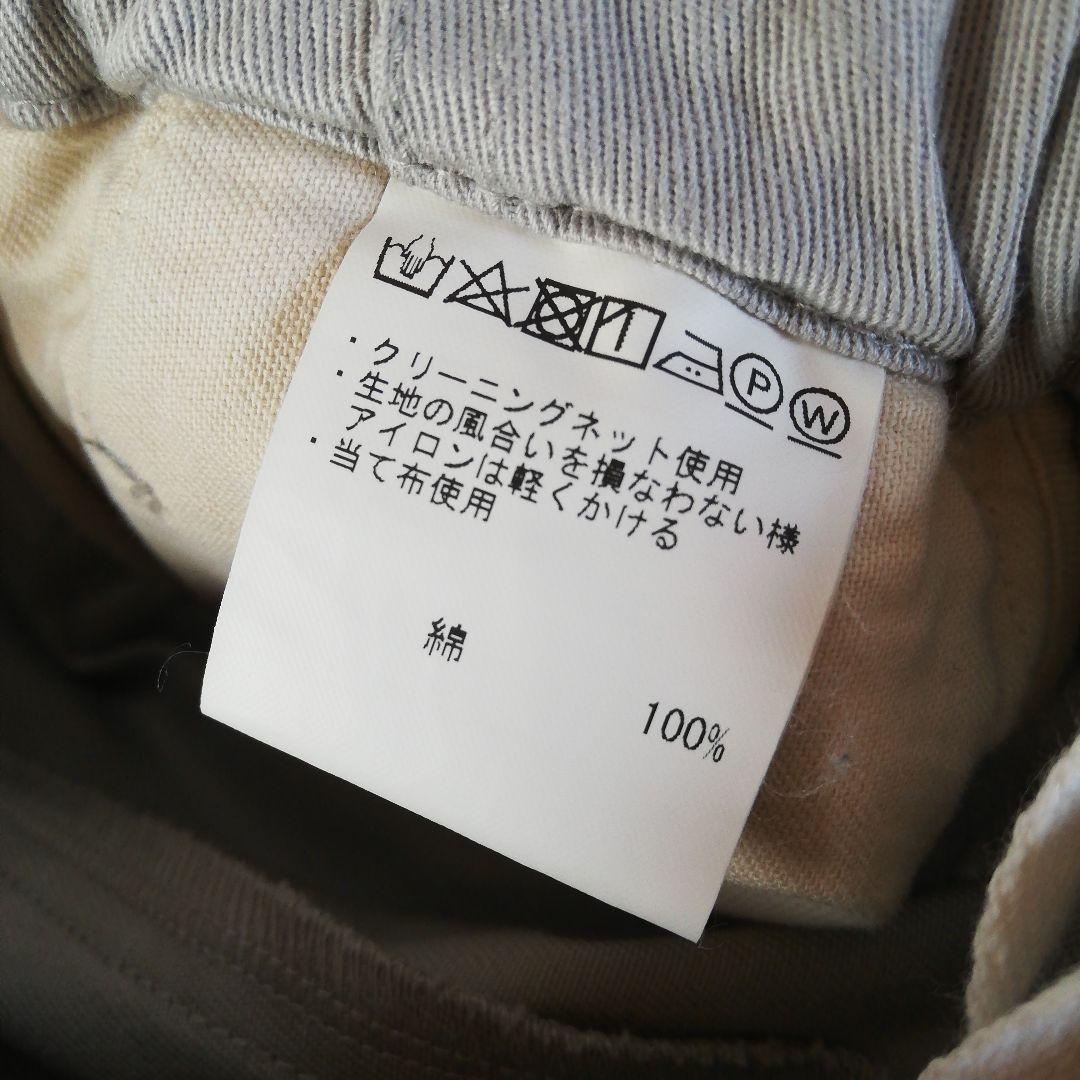 P W
・クリーニングネット使用
・生地の風合いを損なわない様
アイロンは軽くかける
・当て布使用
綿
100%